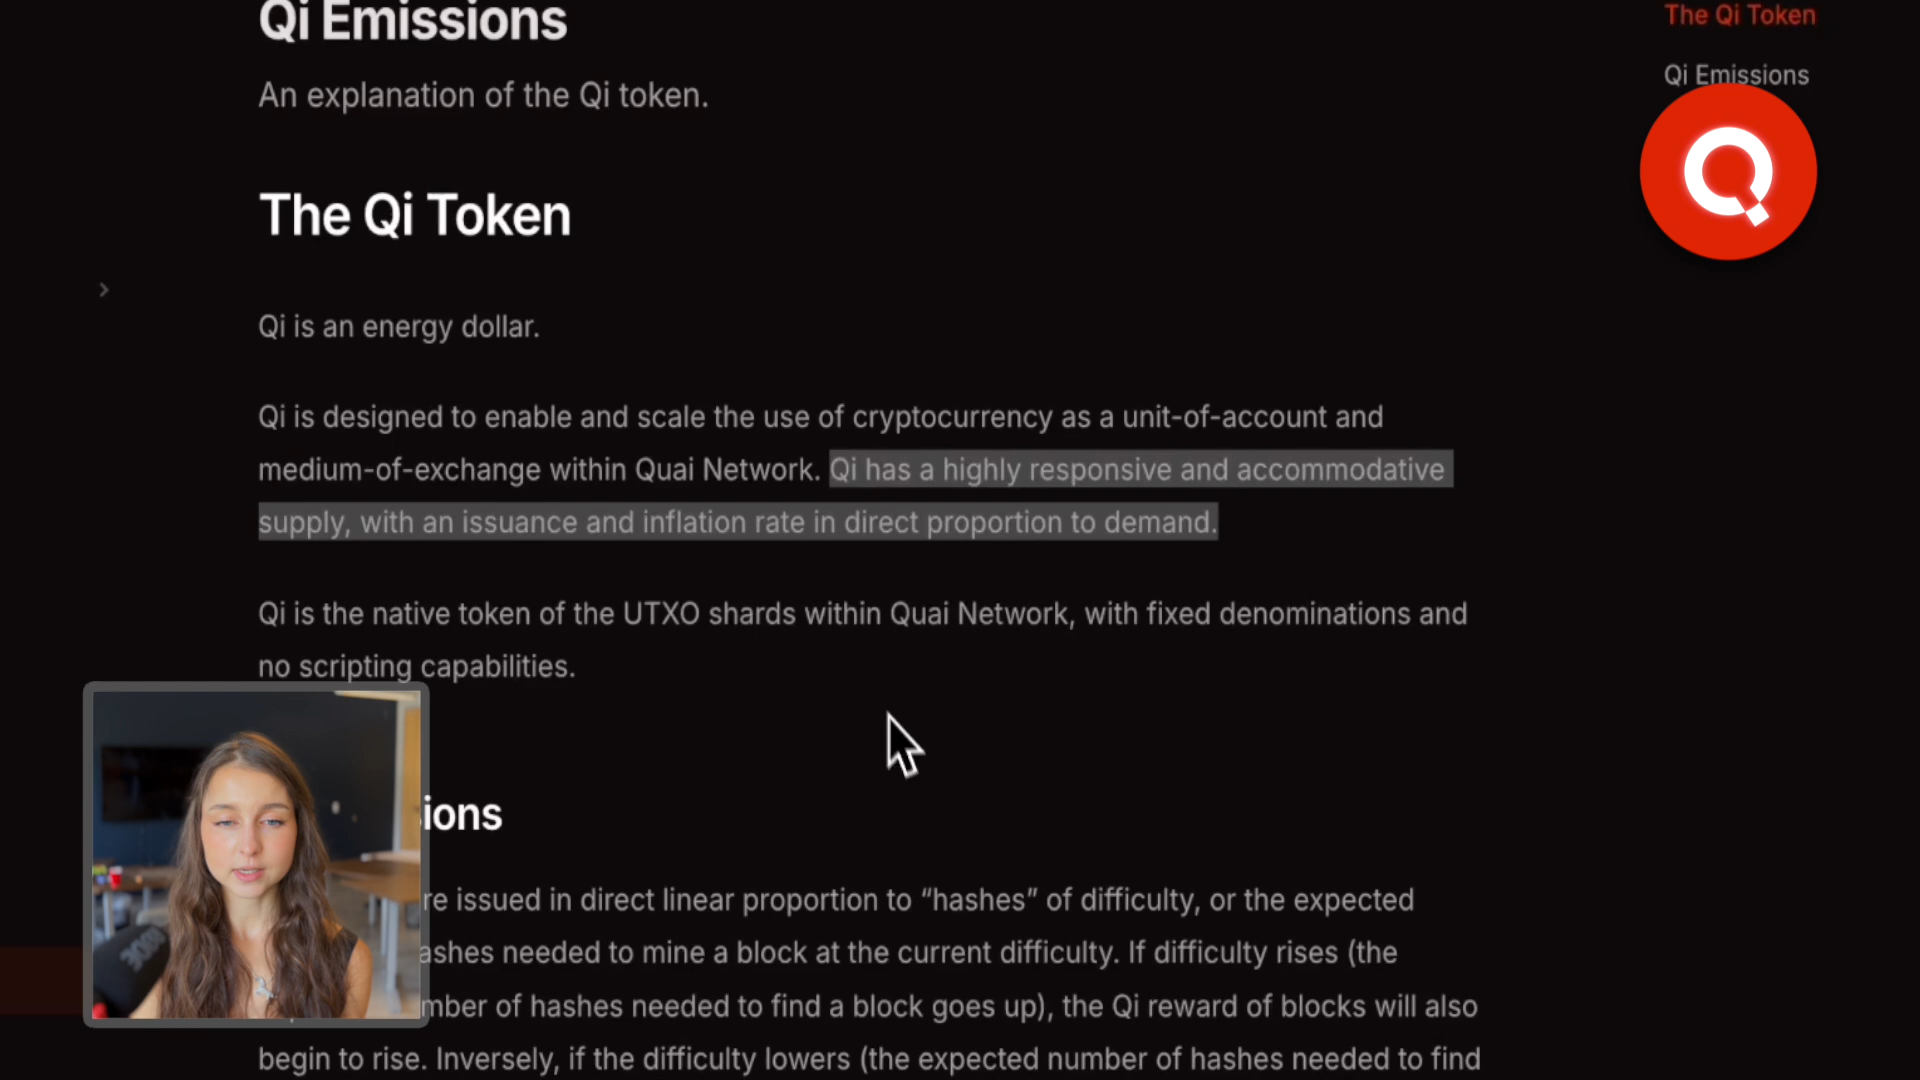 Qi Emissions
An explanation of the Qi token.
The Qi Token
Qi is an energy dollar.
Qi is designed to enable and scale the use of cryptocurrency as a unit-of-account and
medium-of-exchange within Quai Network. Qi has a highly responsive and accommodative
supply, with an issuance and inflation rate in direct proportion to demand.
Qi is the native token of the UTXO shards within Quai Network, with fixed denominations and
no scripting capabilities.
sions
re issued in direct linear proportion to “hashes” of difficulty, or the expected
ashes needed to mine a block at the current difficulty. If difficulty rises (the
mber of hashes needed to find a block goes up), the Qi reward of blocks will also
begin to rise. Inversely, if the difficulty lowers (the expected number of hashes needed to find
The Qi Token
Qi Emissions